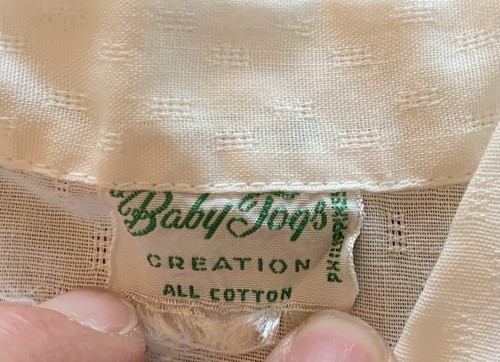 Baby Togs
CREATION
ALL COTTON
PHILIPPINES